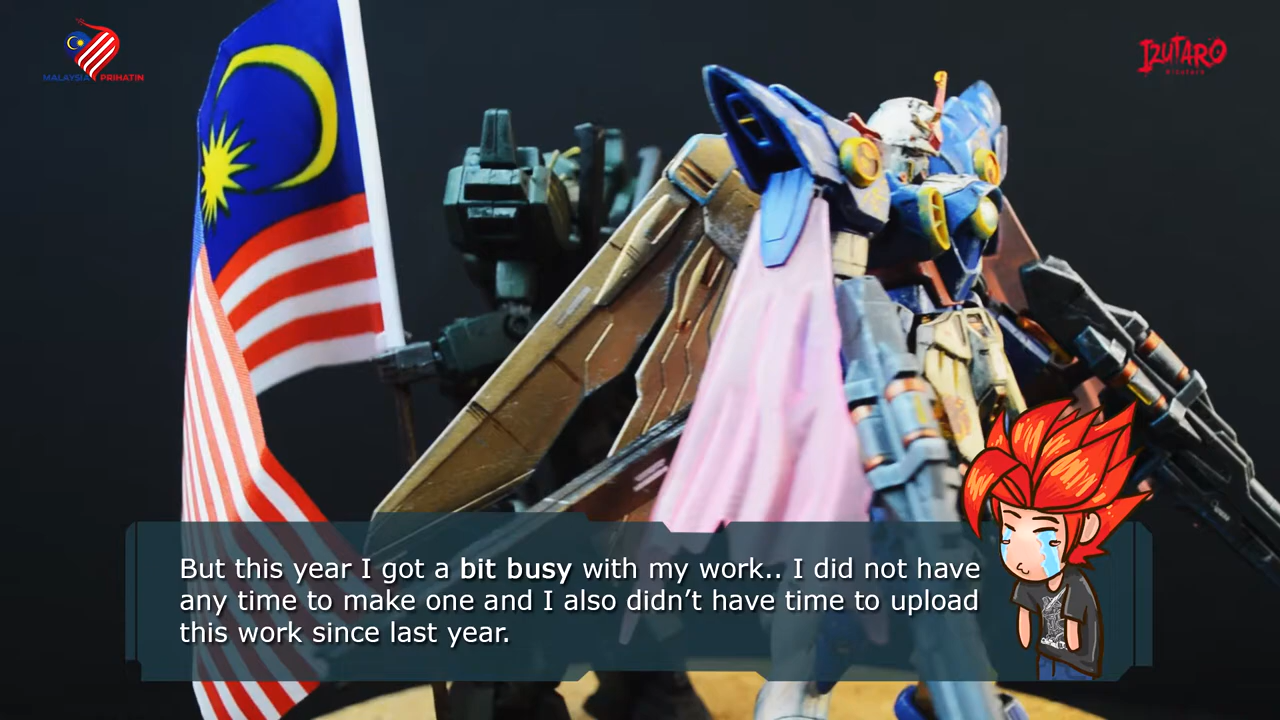 MALAYSIA PRIHATIN
IZUTARO
But this year I got a bit busy with my work.. I did not have
any time to make one and I also didn’t have time to upload
this work since last year.